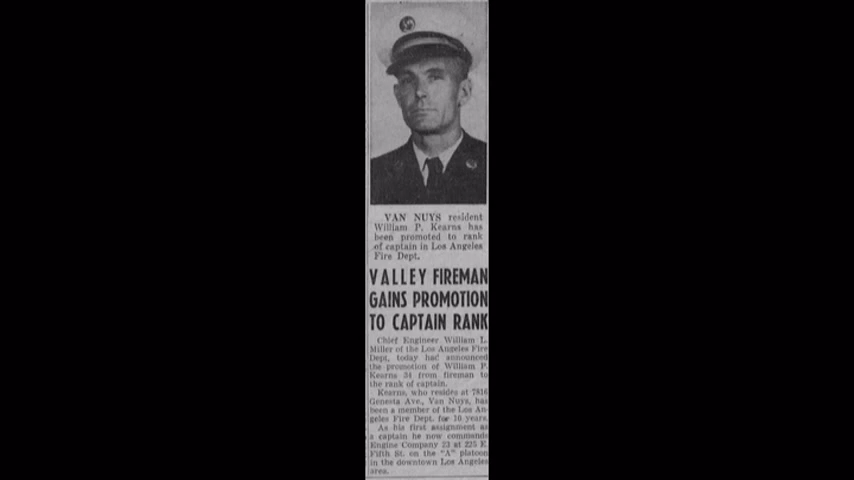 VAN NUYS resident
William P. Kearns has
been promoted to rank
of captain in Los Angeles
Fire Dept.
VALLEY FIREMAN
GAINS PROMOTION
TO CAPTAIN RANK
Chief Engineer William L.
Miller of the Los Angeles Fire
Dept. today had announced
the promotion of William P.
Kearns 34 from fireman to
the rank of captain.
Kearns, who resides at 7816
Genesta Ave., Van Nuys, has
been a member of the Los An-
geles Fire Dept. for 10 years.
As his first assignment as
a captain he now commands
Engine Company 23 at 225 E.
Fifth St. on the "A" platoon
in the downtown Los Angeles
area.